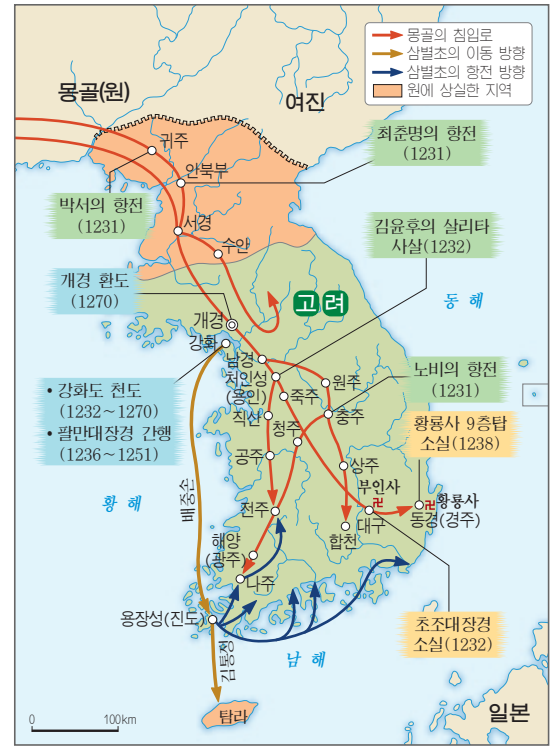 몽골의 침입로
삼별초의 이동 방향
삼별초의 항전 방향
원에 상실한 지역
몽골(원)
여진
최춘명의 항전
(1231)
귀주
안북부
박서의 항전
(1231)
서경
수안
김윤후의 살리타
사살(1232)
개경 환도
(1270)
고려
동해
개경
강화
남경
처인성
(용인)
죽주
원주
노비의 항전
(1231)
• 강화도 천도
(1232~1270)
• 팔만대장경 간행
(1236~1251)
직산
청주
충주
황룡사 9층탑
소실(1238)
공주
상주
부인사
卍
卍 황룡사
황해
배중손
전주
합천
대구
동경(경주)
해양
(광주)
나주
용장성(진도)
초조대장경
소실(1232)
김통정
남해
탐라
일본
0 100km